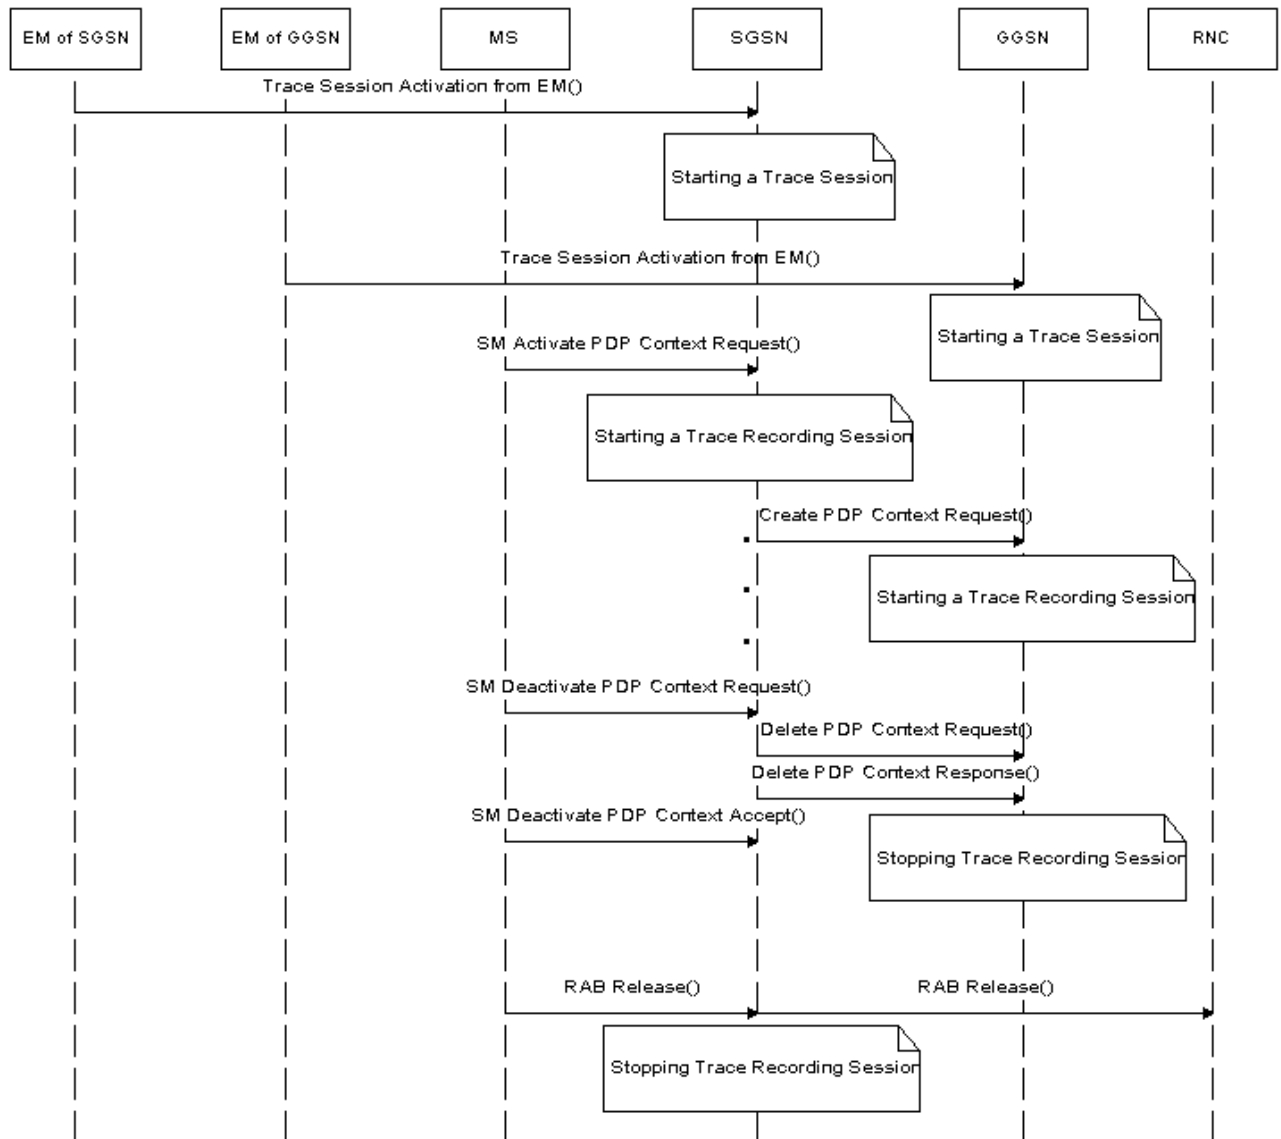 EM of SGSN
EM of GGSN
MS
SGSN
GGSN
RNC
Trace Session Activation from EM()
Starting a Trace Session
Trace Session Activation from EM()
Starting a Trace Session
SM Activate PDP Context Request()
Starting a Trace Recording Session
Create PDP Context Request()
Starting a Trace Recording Session
SM Deactivate PDP Context Request()
Delete PDP Context Request()
Delete PDP Context Response()
SM Deactivate PDP Context Accept()
Stopping Trace Recording Session
RAB Release()
RAB Release()
Stopping Trace Recording Session